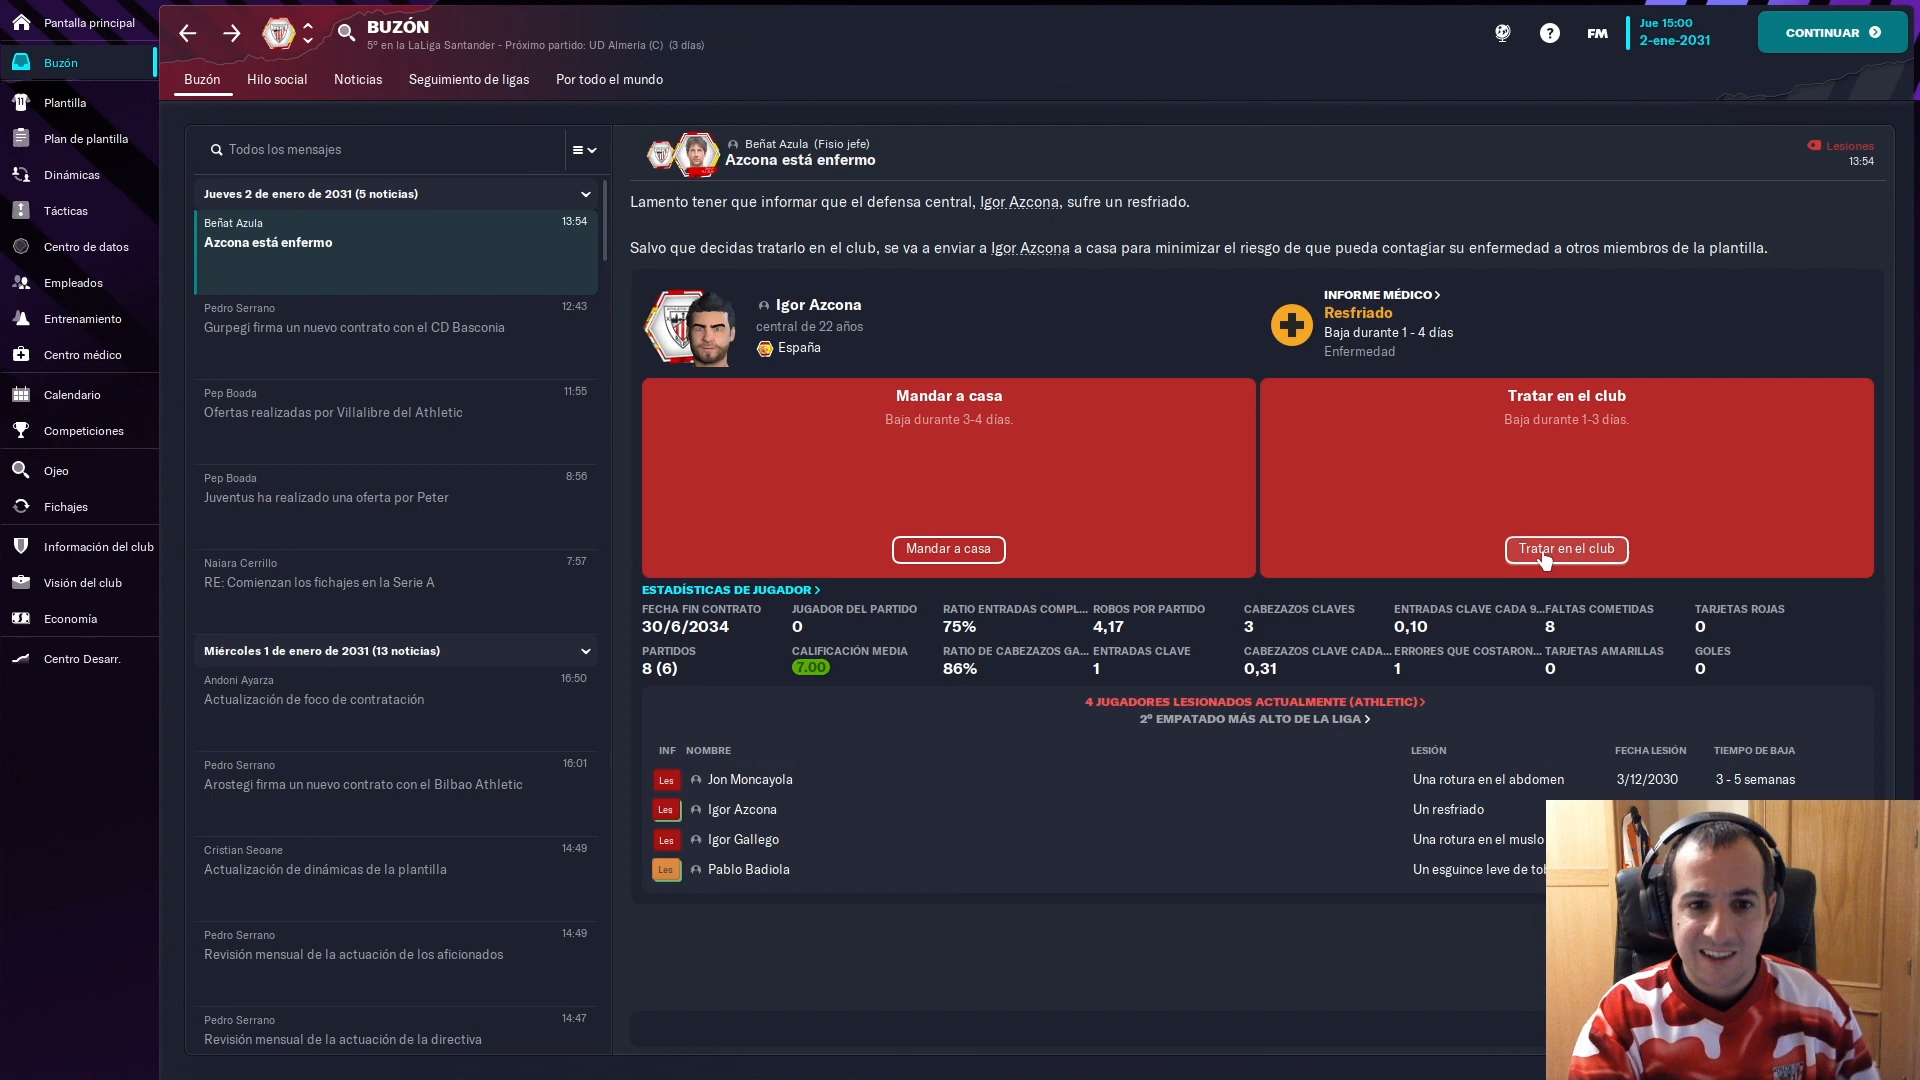 Pantalla principal
Buzón
Plantilla
Plan de plantilla
Dinámicas
Tácticas
Centro de datos
Empleados
Entrenamiento
Centro médico
Calendario
Competiciones
Ojeo
Fichajes
Información del club
Visión del club
Economía
Centro Desarr.
BUZÓN
5º en la LaLiga Santander - Próximo partido: UD Almería (C) (3 días)
FM
Jue 15:00
2-ene-2031
CONTINUAR
Buzón
Hilo social
Noticias
Seguimiento de ligas
Por todo el mundo
Todos los mensajes
Jueves 2 de enero de 2031 (5 noticias)
Beñat Azula 13:54
Azcona está enfermo
Pedro Serrano 12:43
Gurpegi firma un nuevo contrato con el CD Basconia
Pep Boada 11:55
Ofertas realizadas por Villalibre del Athletic
Pep Boada 8:56
Juventus ha realizado una oferta por Peter
Naiara Cerrillo 7:57
RE: Comienzan los fichajes en la Serie A
Miércoles 1 de enero de 2031 (13 noticias)
Andoni Ayarza 16:50
Actualización de foco de contratación
Pedro Serrano 16:01
Arostegi firma un nuevo contrato con el Bilbao Athletic
Cristian Seoane 14:49
Actualización de dinámicas de la plantilla
Pedro Serrano 14:49
Revisión mensual de la actuación de los aficionados
Pedro Serrano 14:47
Revisión mensual de la actuación de la directiva
Beñat Azula (Fisio jefe)
Azcona está enfermo
Lesiones
13:54
Lamento tener que informar que el defensa central, Igor Azcona, sufre un resfriado.
Salvo que decidas tratarlo en el club, se va a enviar a Igor Azcona a casa para minimizar el riesgo de que pueda contagiar su enfermedad a otros miembros de la plantilla.
Igor Azcona
central de 22 años
España
INFORME MÉDICO
Resfriado
Baja durante 1 - 4 días
Enfermedad
Mandar a casa
Baja durante 3-4 días.
Mandar a casa
Tratar en el club
Baja durante 1-3 días.
Tratar en el club
ESTADÍSTICAS DE JUGADOR
FECHA FIN CONTRATO JUGADOR DEL PARTIDO RATIO ENTRADAS COMPL... ROBOS POR PARTIDO CABEZAZOS CLAVES ENTRADAS CLAVE CADA 9... FALTAS COMETIDAS TARJETAS ROJAS
30/6/2034 0 75% 4,17 3 0,10 8 0
PARTIDOS CALIFICACIÓN MEDIA RATIO DE CABEZAZOS GA... ENTRADAS CLAVE CABEZAZOS CLAVE CADA... ERRORES QUE COSTARON... TARJETAS AMARILLAS GOLES
8 (6) 7.00 86% 1 0,31 1 0 0
4 JUGADORES LESIONADOS ACTUALMENTE (ATHLETIC)
2º EMPATADO MÁS ALTO DE LA LIGA
INF NOMBRE LESIÓN FECHA LESIÓN TIEMPO DE BAJA
Les Jon Moncayola Una rotura en el abdomen 3/12/2030 3 - 5 semanas
Les Igor Azcona Un resfriado
Les Igor Gallego Una rotura en el muslo
Les Pablo Badiola Un esguince leve de tob